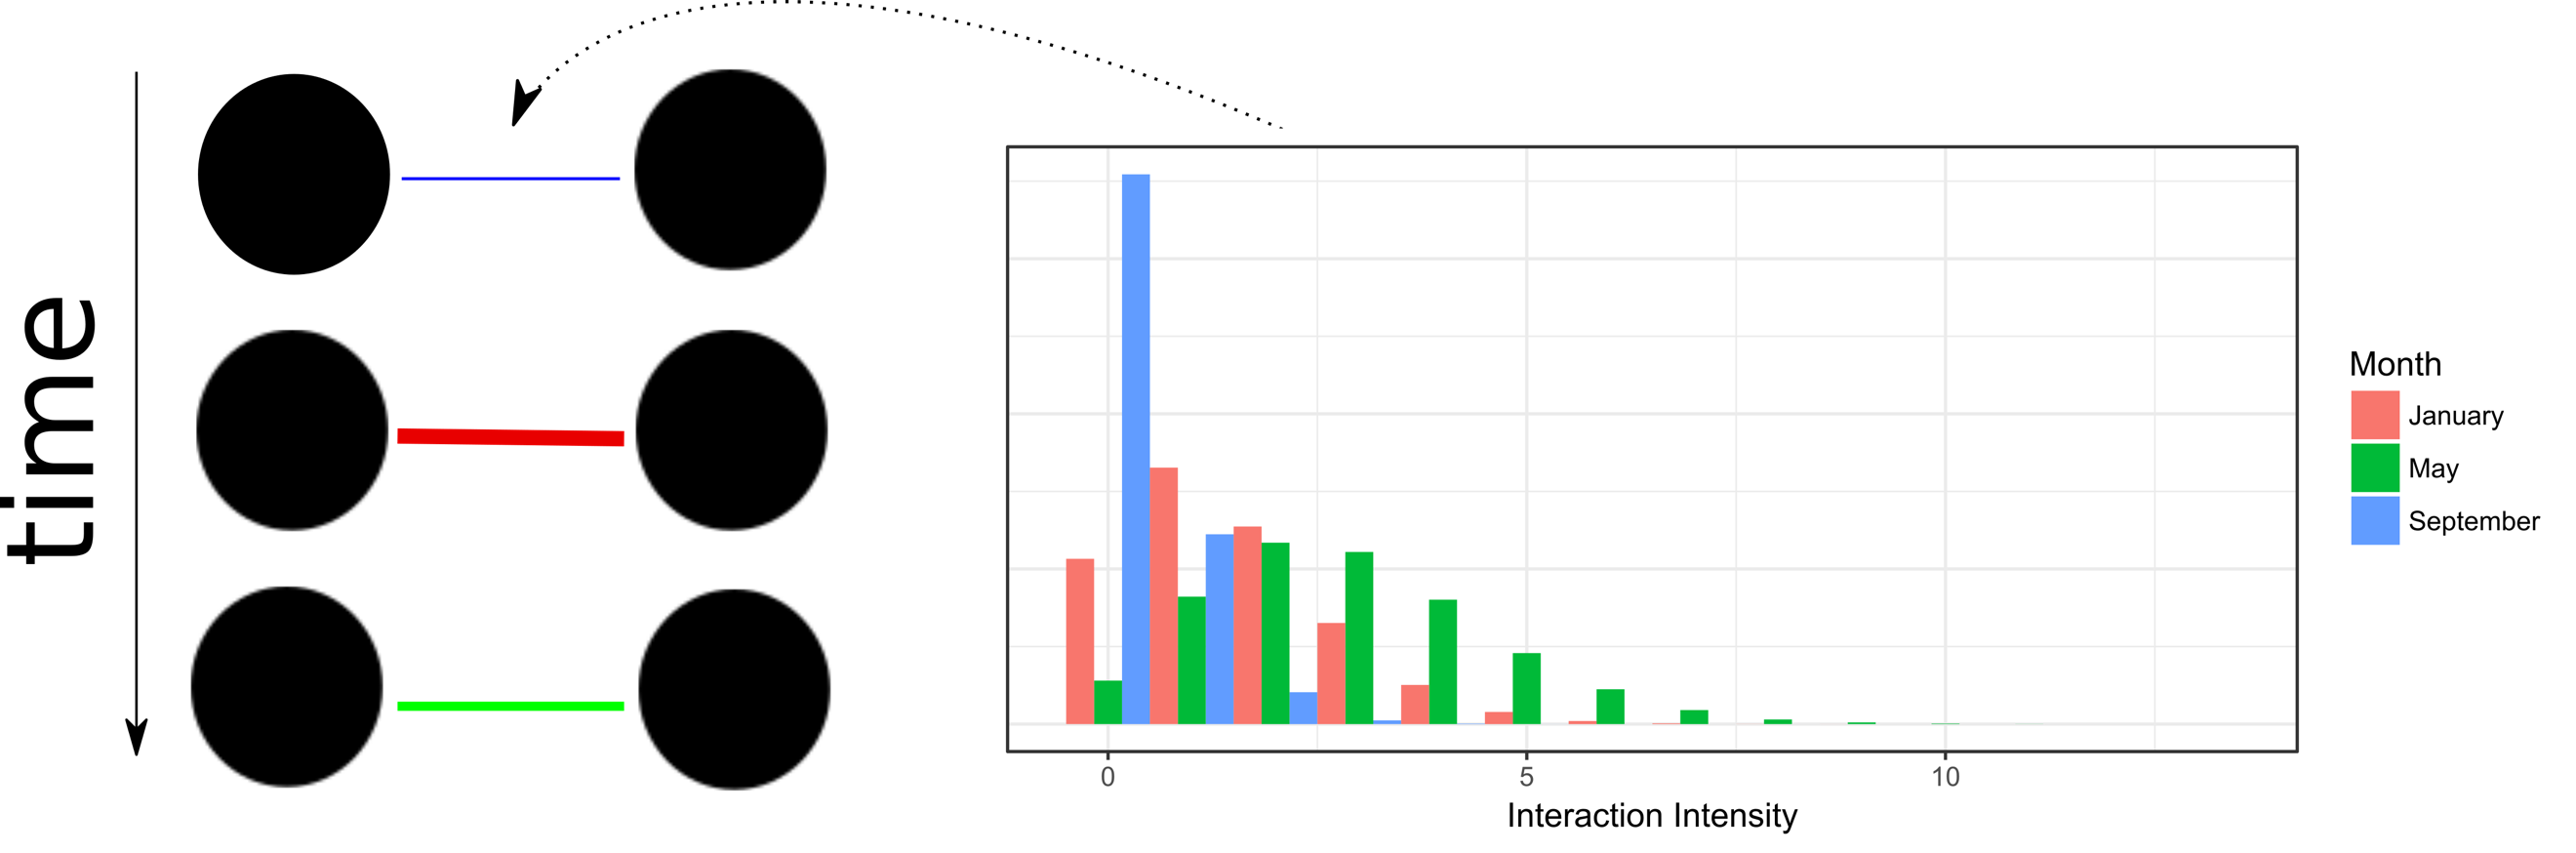 time
0
5
10
Interaction Intensity
Month
January
May
September